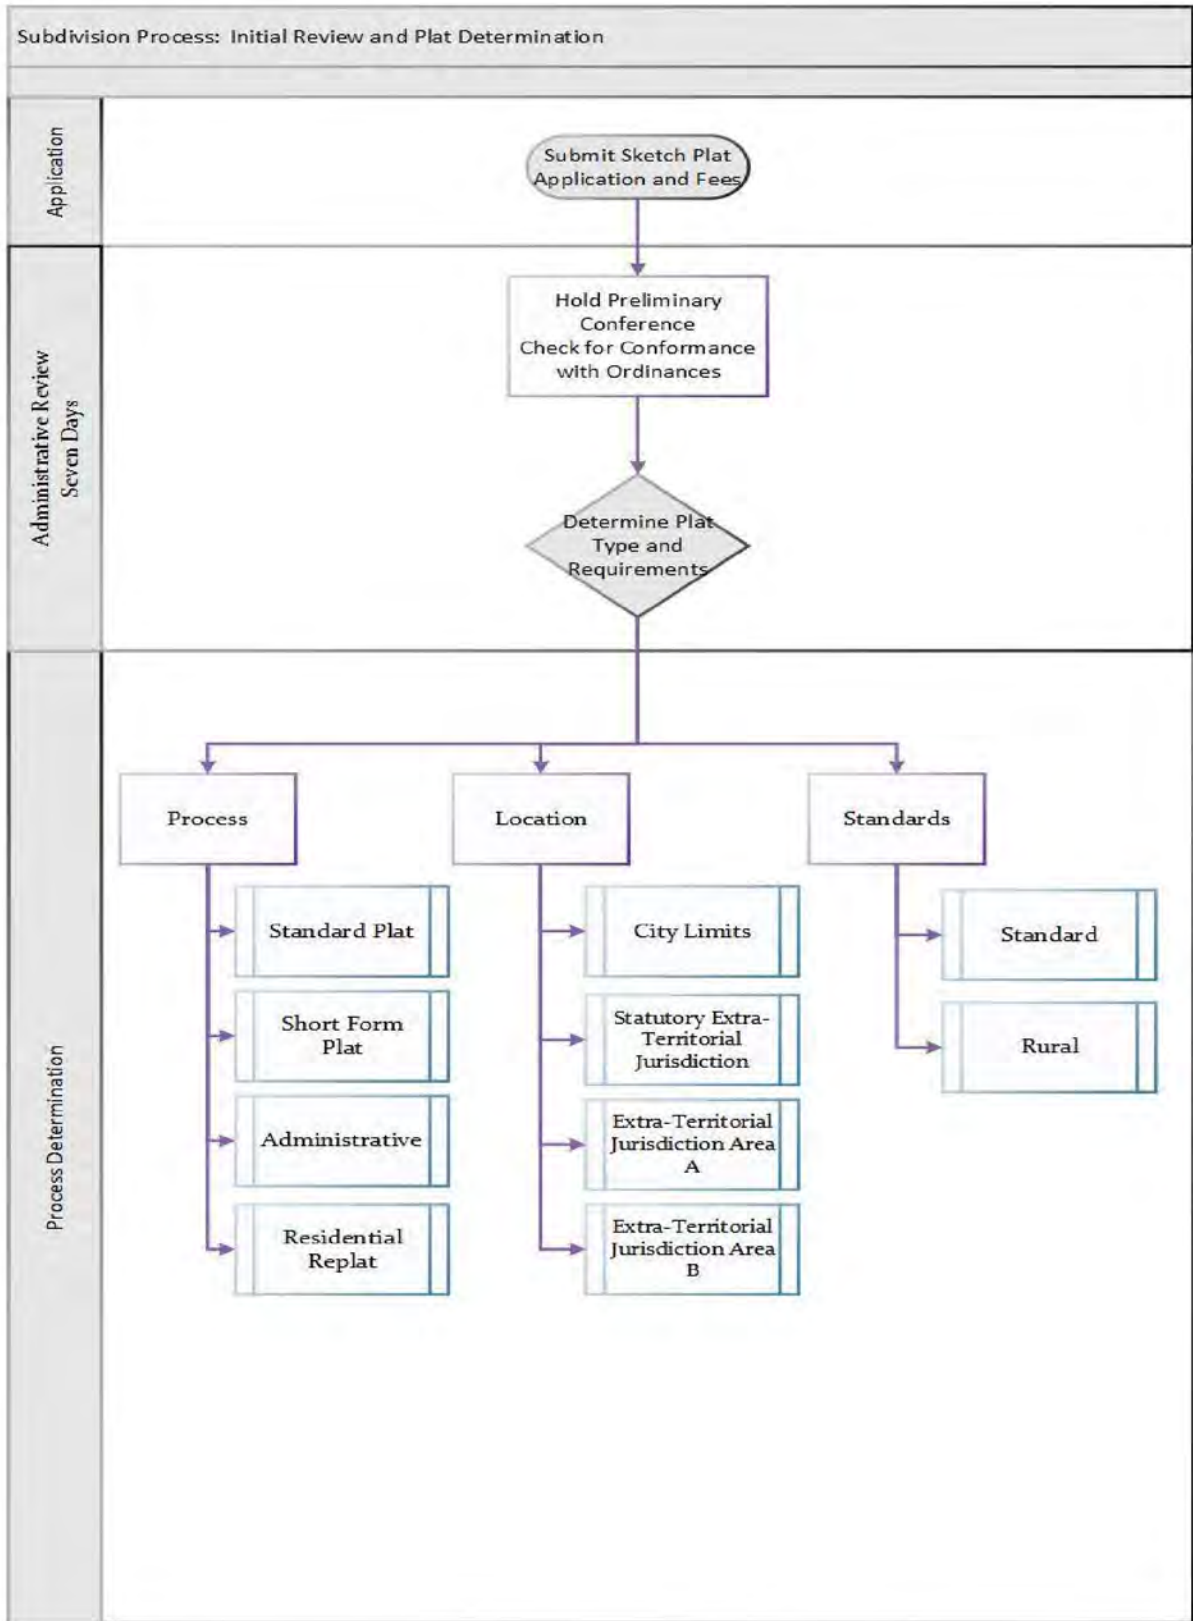 Subdivision Process: Initial Review and Plat Determination
Application
Submit Sketch Plat
Application and Fees
Administrative Review
Seven Days
Hold Preliminary
Conference
Check for Conformance
with Ordinances
Determine Plat
Type and
Requirements
Process Determination
Process
Location
Standards
Standard Plat
Short Form
Plat
Administrative
Residential
Replat
City Limits
Statutory Extra-
Territorial
Jurisdiction
Extra-Territorial
Jurisdiction Area
A
Extra-Territorial
Jurisdiction Area
B
Standard
Rural